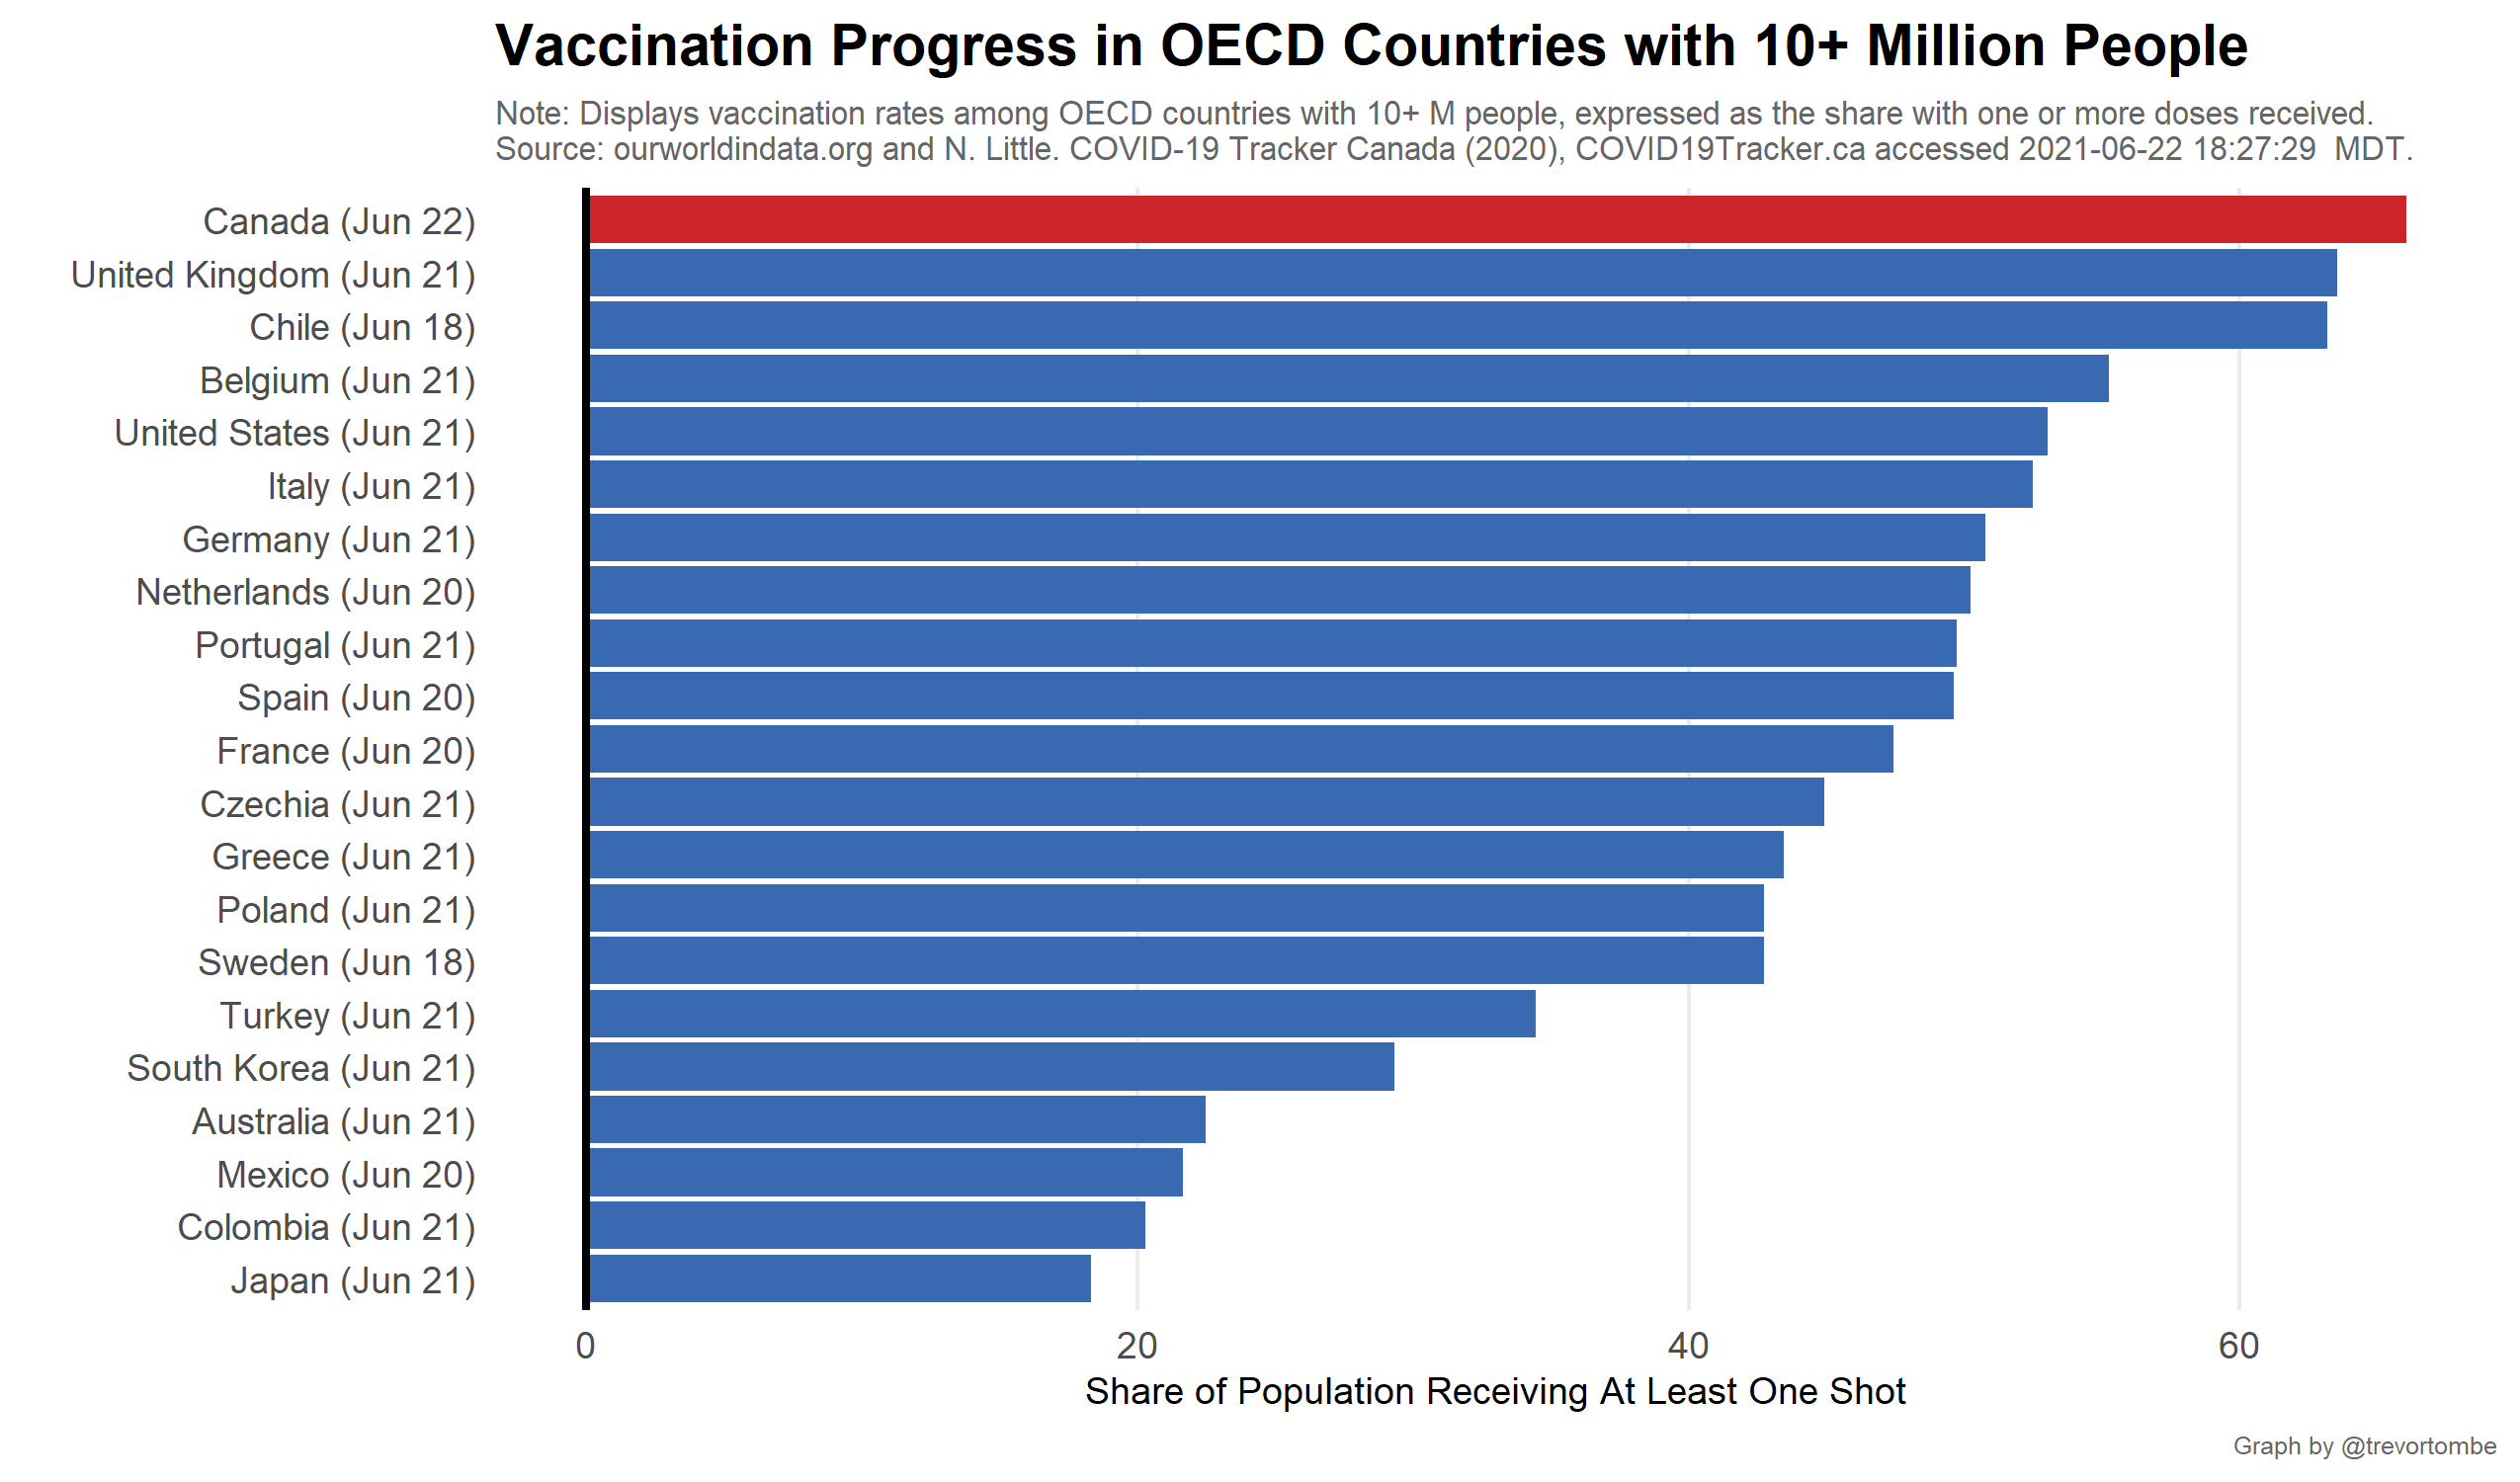 Vaccination Progress in OECD Countries with 10+ Million People
Note: Displays vaccination rates among OECD countries with 10+ M people, expressed as the share with one or more doses received.
Source: ourworldindata.org and N. Little. COVID-19 Tracker Canada (2020), COVID19Tracker.ca accessed 2021-06-22 18:27:29  MDT.
Canada (Jun 22)
United Kingdom (Jun 21)
Chile (Jun 18)
Belgium (Jun 21)
United States (Jun 21)
Italy (Jun 21)
Germany (Jun 21)
Netherlands (Jun 20)
Portugal (Jun 21)
Spain (Jun 20)
France (Jun 20)
Czechia (Jun 21)
Greece (Jun 21)
Poland (Jun 21)
Sweden (Jun 18)
Turkey (Jun 21)
South Korea (Jun 21)
Australia (Jun 21)
Mexico (Jun 20)
Colombia (Jun 21)
Japan (Jun 21)
0 20 40 60
Share of Population Receiving At Least One Shot
Graph by @trevortombe